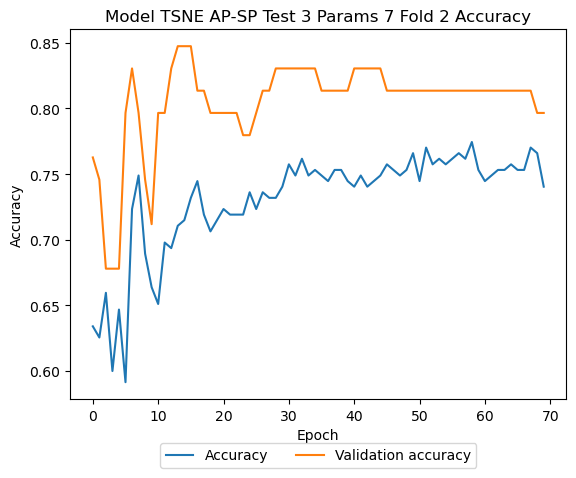 Model TSNE AP-SP Test 3 Params 7 Fold 2 Accuracy
0.85
0.80
0.75
0.70
0.65
0.60
Accuracy
0 10 20 30 40 50 60 70
Epoch
Accuracy Validation accuracy